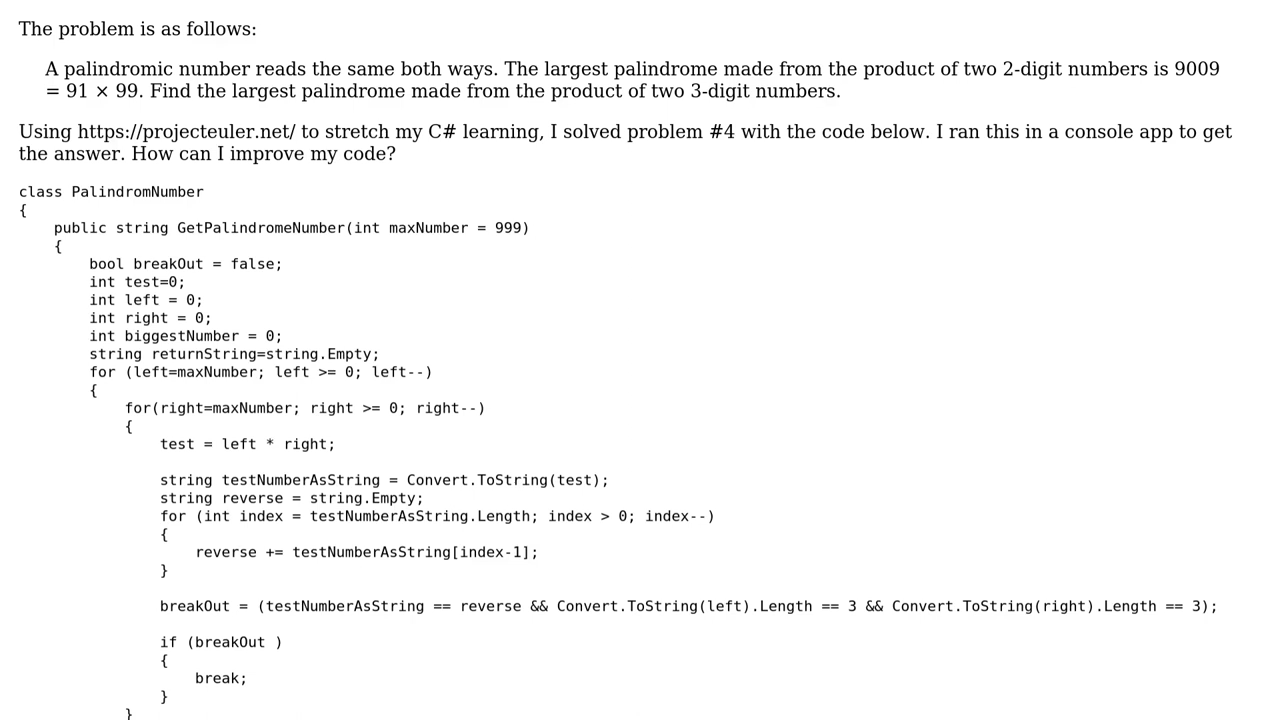 The problem is as follows:
A palindromic number reads the same both ways. The largest palindrome made from the product of two 2-digit numbers is 9009
= 91 × 99. Find the largest palindrome made from the product of two 3-digit numbers.
Using https://projecteuler.net/ to stretch my C# learning, I solved problem #4 with the code below. I ran this in a console app to get
the answer. How can I improve my code?
class PalindromNumber
{
    public string GetPalindromeNumber(int maxNumber = 999)
    {
        bool breakOut = false;
        int test=0;
        int left = 0;
        int right = 0;
        int biggestNumber = 0;
        string returnString=string.Empty;
        for (left=maxNumber; left >= 0; left--)
        {
            for(right=maxNumber; right >= 0; right--)
            {
                test = left * right;
                string testNumberAsString = Convert.ToString(test);
                string reverse = string.Empty;
                for (int index = testNumberAsString.Length; index > 0; index--)
                {
                    reverse += testNumberAsString[index-1];
                }
                breakOut = (testNumberAsString == reverse && Convert.ToString(left).Length == 3 && Convert.ToString(right).Length == 3);
                if (breakOut )
                {
                    break;
                }
            }